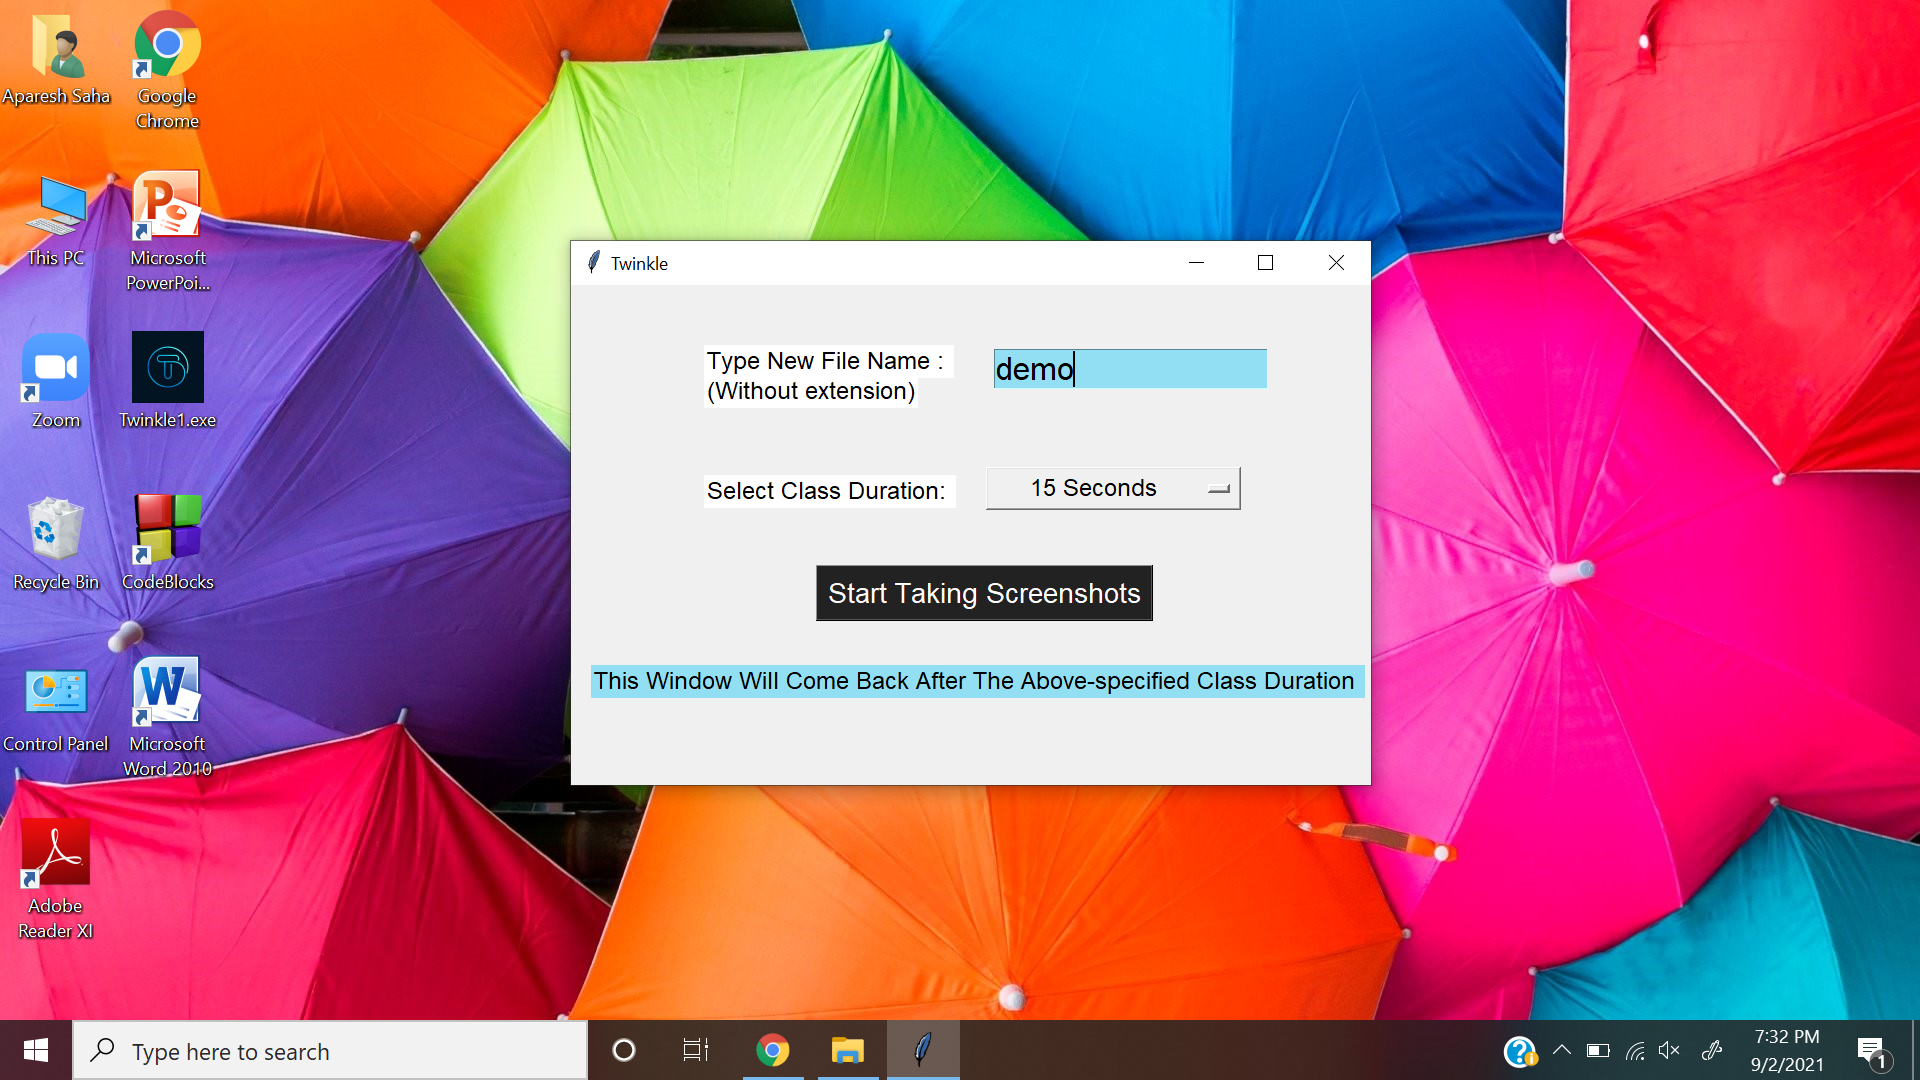 Aparesh Saha
Google
Chrome
This PC
Microsoft
PowerPoi...
Zoom
Twinkle1.exe
Recycle Bin
CodeBlocks
Control Panel
Microsoft
Word 2010
Adobe
Reader XI
Twinkle
Type New File Name :
(Without extension)
demo
Select Class Duration:
15 Seconds
Start Taking Screenshots
This Window Will Come Back After The Above-specified Class Duration
Type here to search
7:32 PM
9/2/2021
1